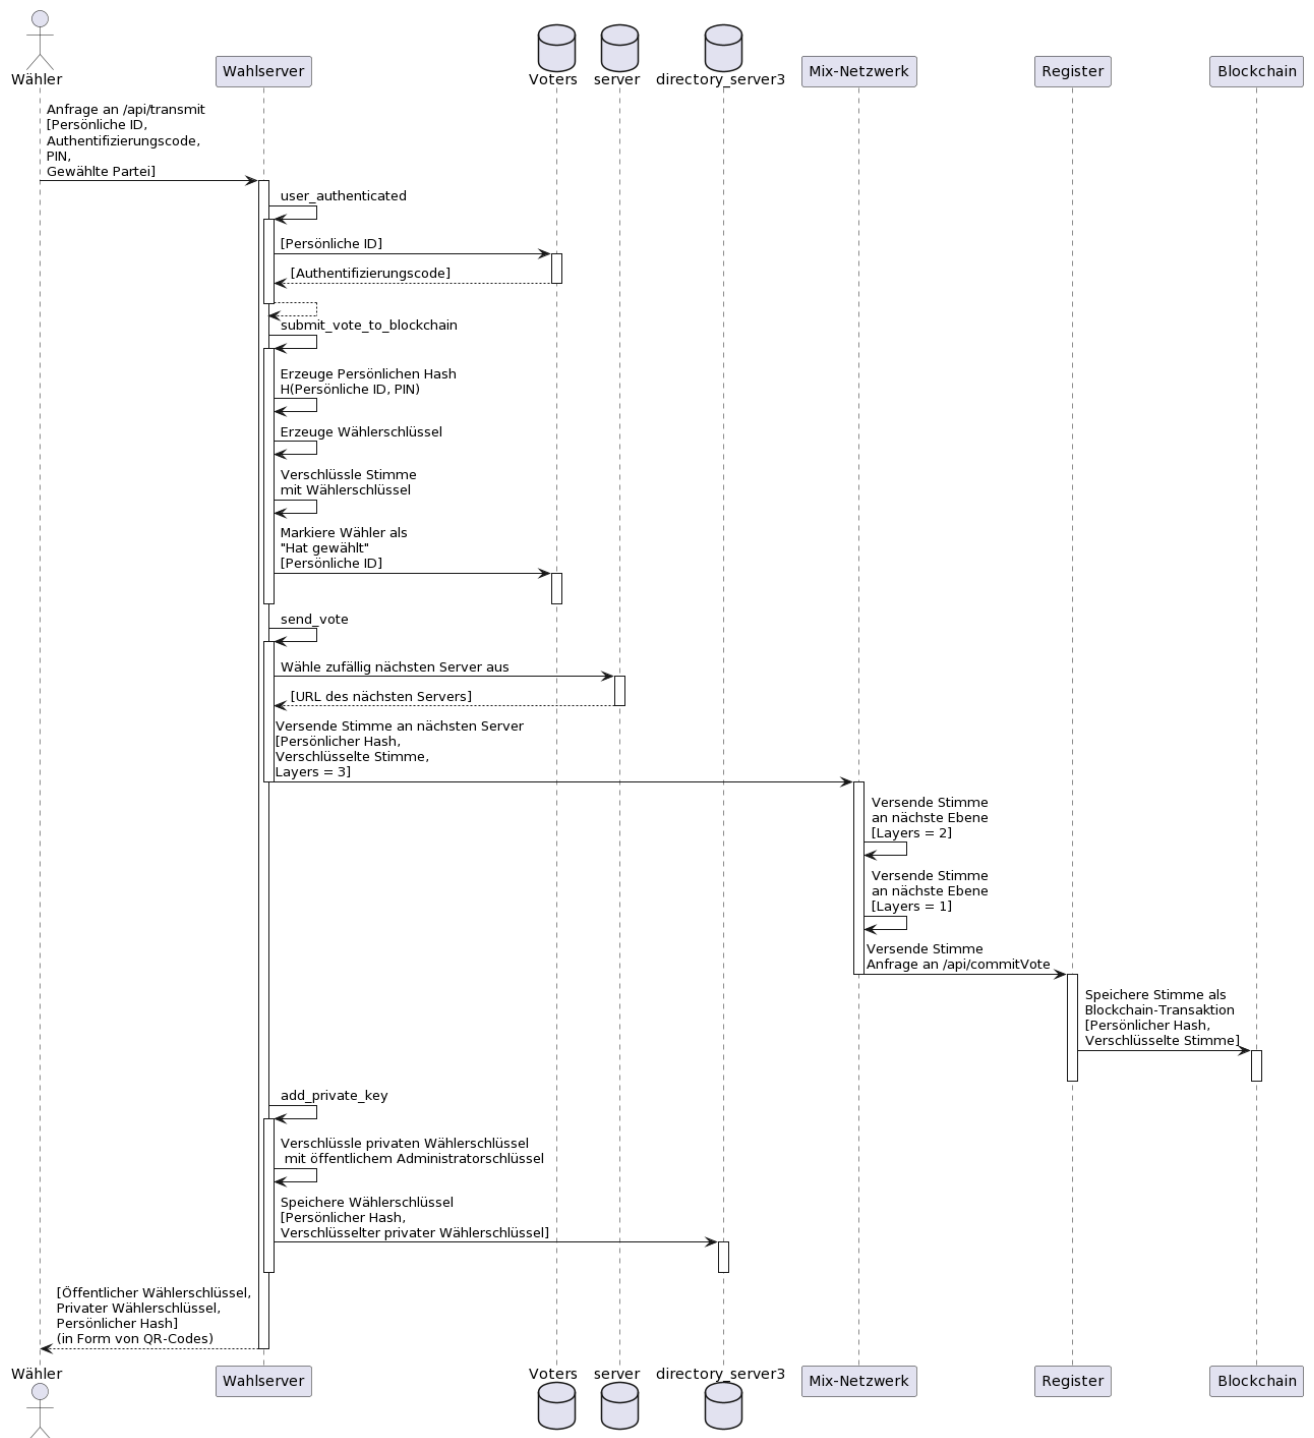 Wähler
Wahlserver
Voters
server
directory_server3
Mix-Netzwerk
Register
Blockchain
Anfrage an /api/transmit
[Persönliche ID,
Authentifizierungscode,
PIN,
Gewählte Partei]
user_authenticated
[Persönliche ID]
[Authentifizierungscode]
submit_vote_to_blockchain
Erzeuge Persönlichen Hash
H(Persönliche ID, PIN)
Erzeuge Wählerschlüssel
Verschlüssle Stimme
mit Wählerschlüssel
Markiere Wähler als
"Hat gewählt"
[Persönliche ID]
send_vote
Wähle zufällig nächsten Server aus
[URL des nächsten Servers]
Versende Stimme an nächsten Server
[Persönlicher Hash,
Verschlüsselte Stimme,
Layers = 3]
Versende Stimme
an nächste Ebene
[Layers = 2]
Versende Stimme
an nächste Ebene
[Layers = 1]
Versende Stimme
Anfrage an /api/commitVote
Speichere Stimme als
Blockchain-Transaktion
[Persönlicher Hash,
Verschlüsselte Stimme]
add_private_key
Verschlüssle privaten Wählerschlüssel
mit öffentlichem Administratorschlüssel
Speichere Wählerschlüssel
[Persönlicher Hash,
Verschlüsselter privater Wählerschlüssel]
[Öffentlicher Wählerschlüssel,
Privater Wählerschlüssel,
Persönlicher Hash]
(in Form von QR-Codes)
Wähler
Wahlserver
Voters
server
directory_server3
Mix-Netzwerk
Register
Blockchain